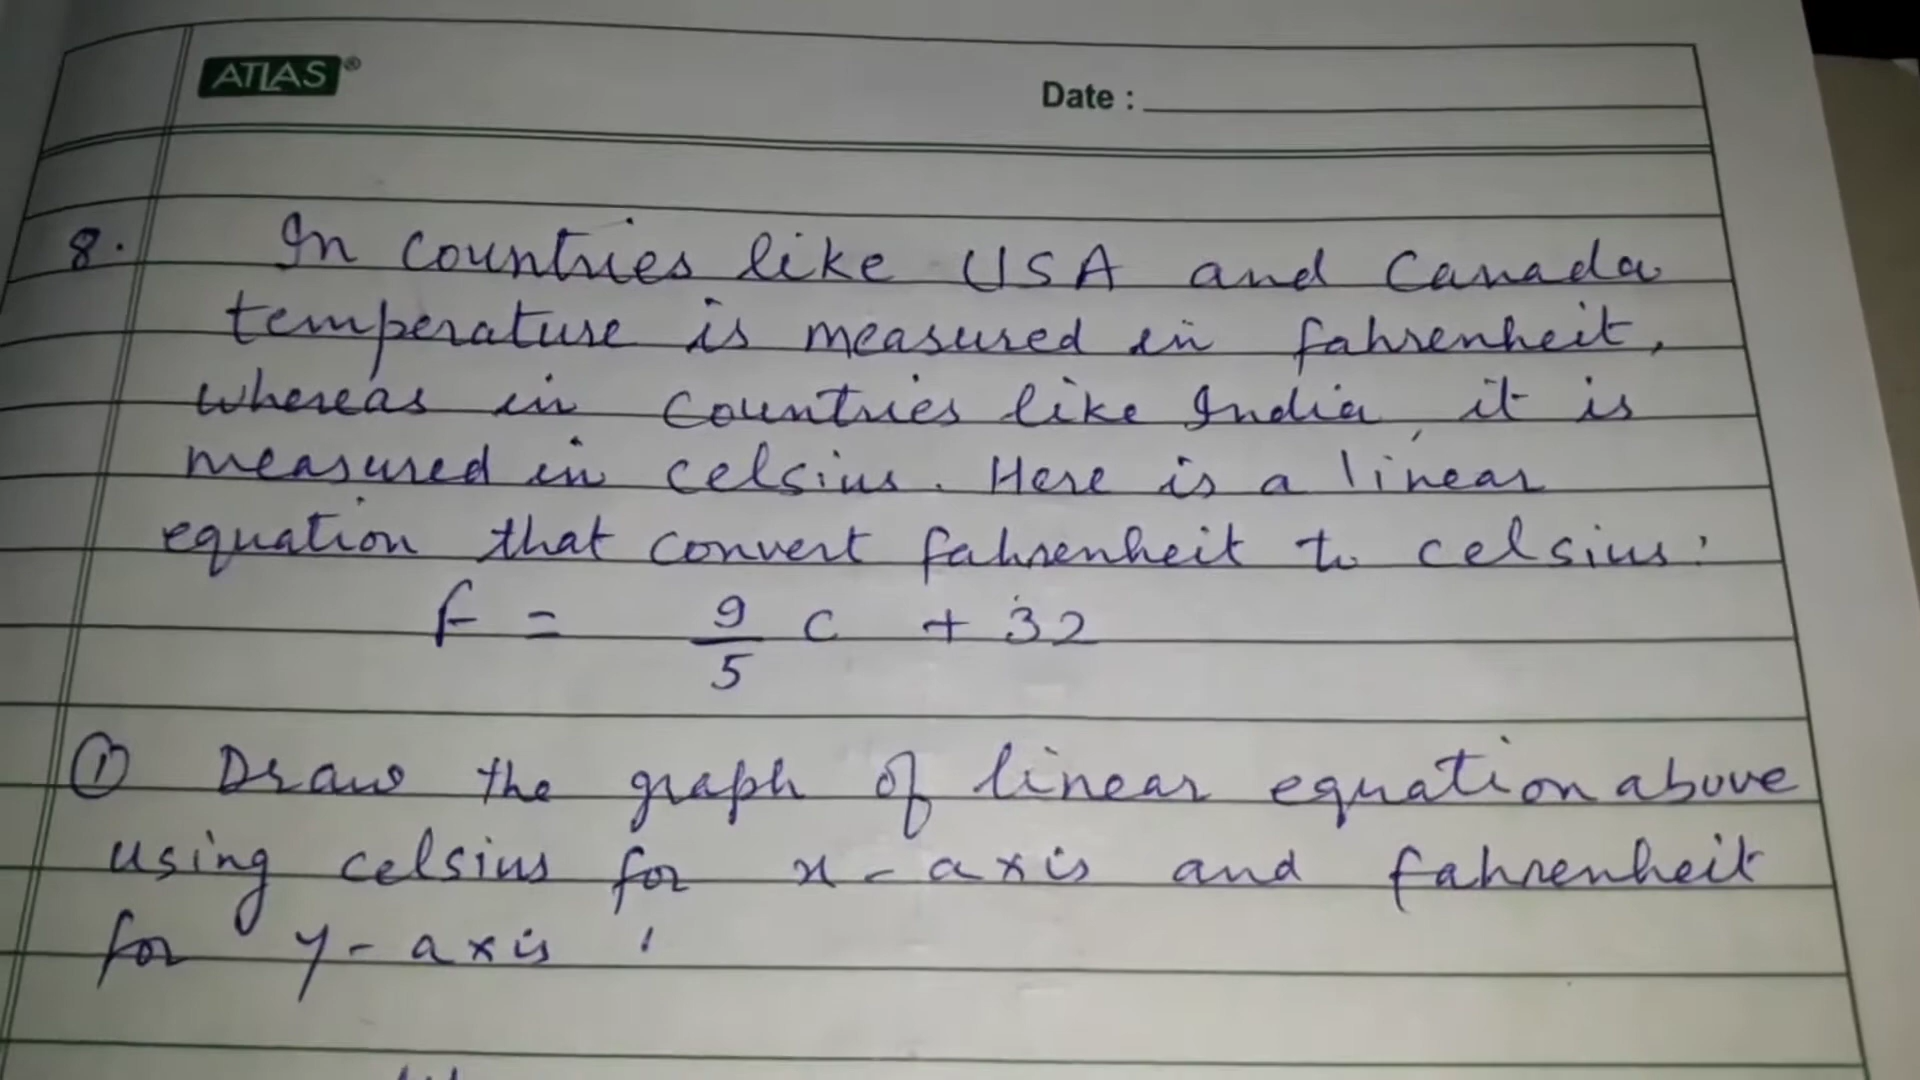 ATLAS®
Date :
8. In countries like USA and Canada
temperature is measured in fahrenheit,
whereas in countries like India, it is
measured in celsius. Here is a linear
equation that convert fahrenheit to celsius:
F = 9/5 C + 32
① Draw the graph of linear equation above
using celsius for x-axis and fahrenheit
for y-axis.